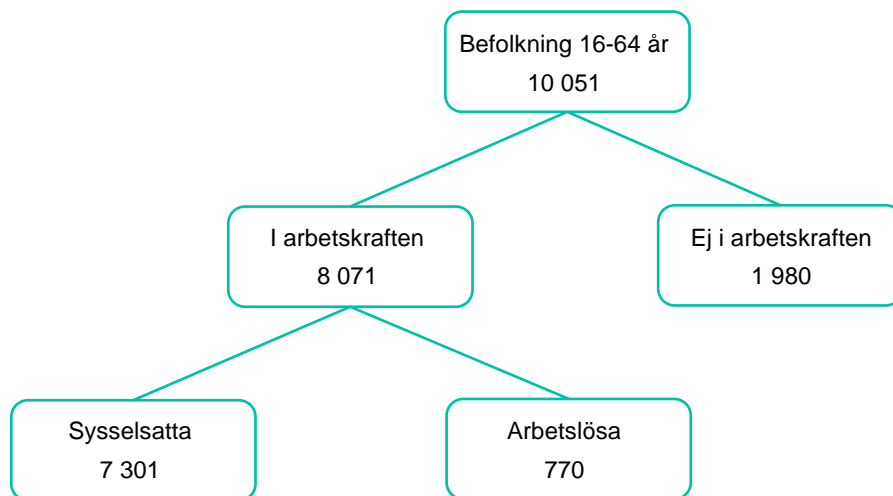 Befolkning 16-64 år
10 051
I arbetskraften
8 071
Ej i arbetskraften
1 980
Sysselsatta
7 301
Arbetslösa
770